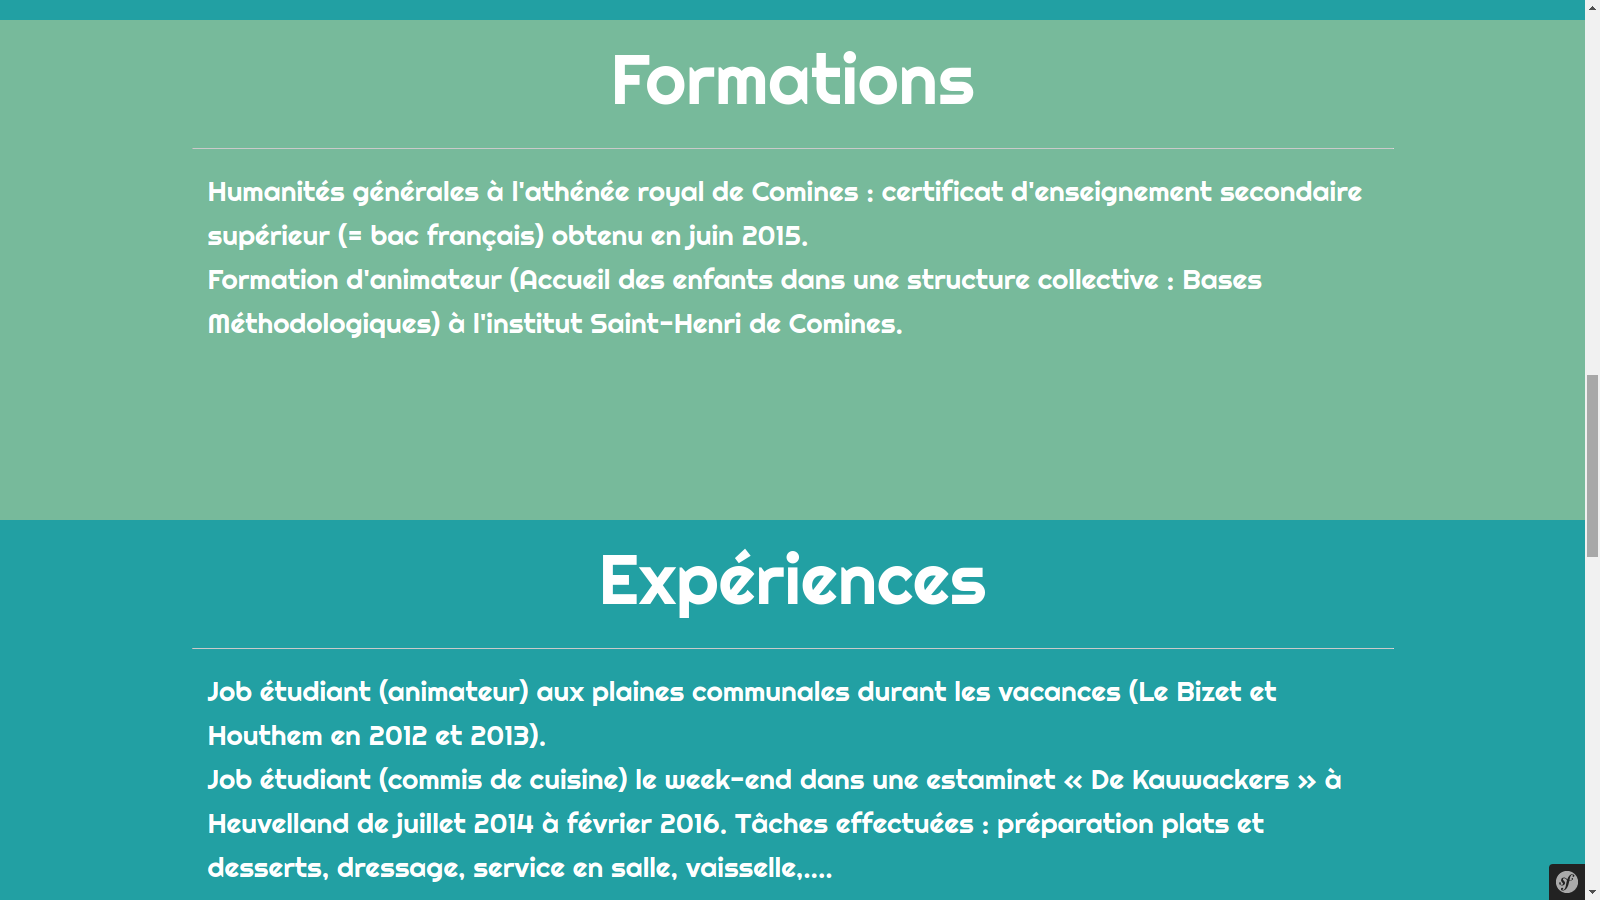 Formations
Humanités générales à l'athénée royal de Comines : certificat d'enseignement secondaire
supérieur (= bac français) obtenu en juin 2015.
Formation d'animateur (Accueil des enfants dans une structure collective : Bases
Méthodologiques) à l'institut Saint-Henri de Comines.
Expériences
Job étudiant (animateur) aux plaines communales durant les vacances (Le Bizet et
Houthem en 2012 et 2013).
Job étudiant (commis de cuisine) le week-end dans une estaminet « De Kauwackers » à
Heuvelland de juillet 2014 à février 2016. Tâches effectuées : préparation plats et
desserts, dressage, service en salle, vaisselle,....
sf